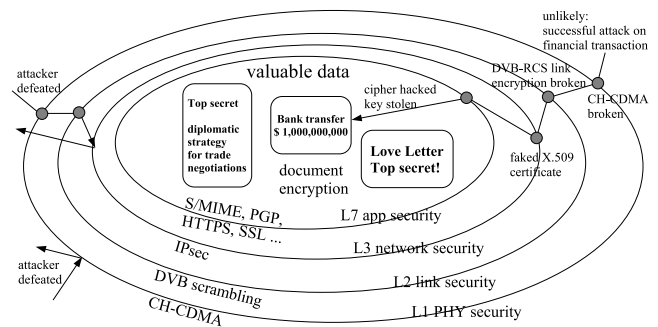 unlikely:
successful attack on
financial transaction
attacker
defeated
valuable data
DVB-RCS link
encryption broken
cipher hacked
key stolen
CH-CDMA
broken
Top secret
diplomatic
strategy
for trade
negotiations
Bank transfer
$ 1,000,000,000
Love Letter
Top secret!
document
encryption
faked X.509
certificate
S/MIME, PGP,
HTTPS, SSL ...
L7 app security
IPsec
L3 network security
attacker
defeated
DVB scrambling
L2 link security
CH-CDMA
L1 PHY security